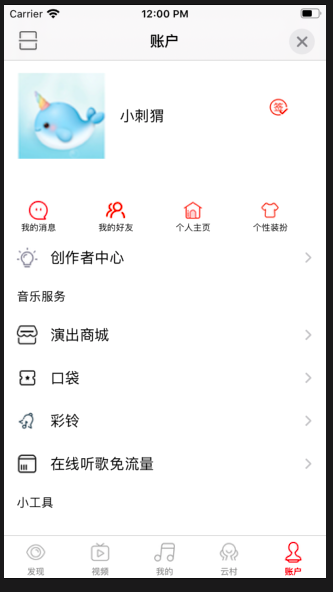 Carrier 12:00 PM
账户
小刺猬
签
我的消息 我的好友 个人主页 个性装扮
创作者中心
音乐服务
演出商城
口袋
彩铃
在线听歌免流量
小工具
发现 视频 我的 云村 账户